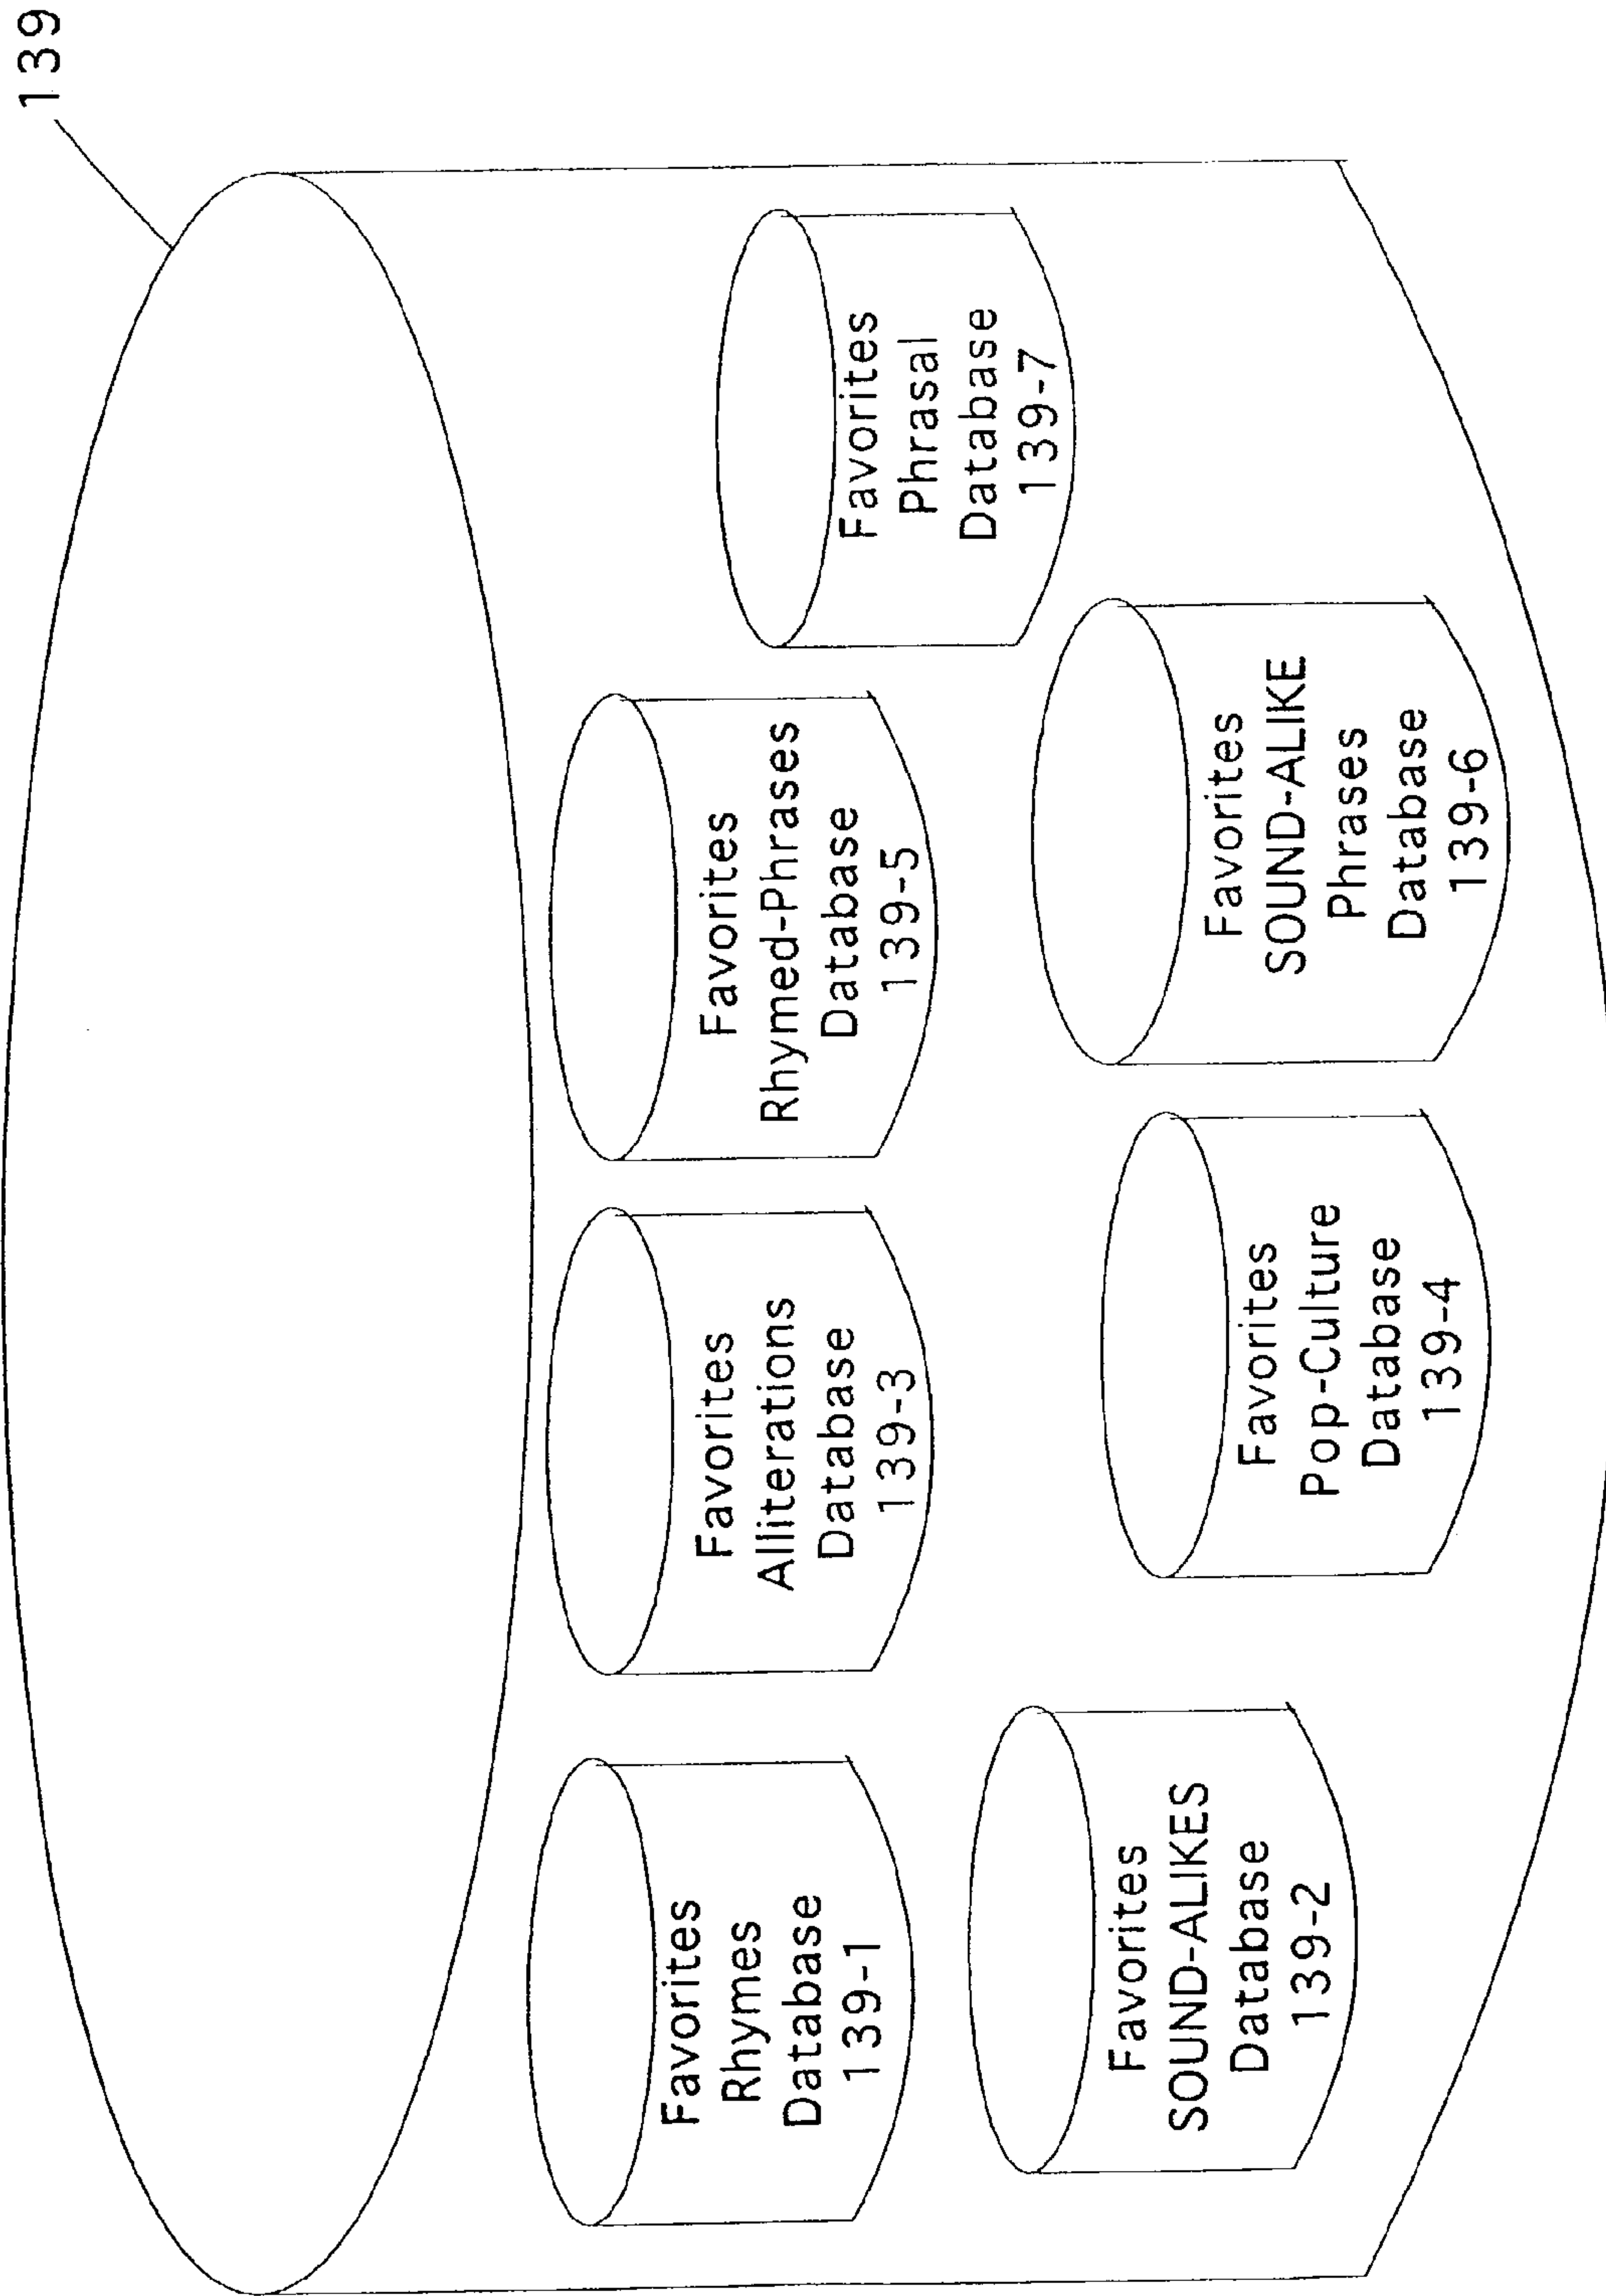 139
Favorites
Rhymes
Database
139-1
Favorites
Alliterations
Database
139-3
Favorites
Rhymed-Phrases
Database
139-5
Favorites
Phrasal
Database
139-7
Favorites
SOUND-ALIKES
Database
139-2
Favorites
Pop-Culture
Database
139-4
Favorites
SOUND-ALIKE
Phrases
Database
139-6